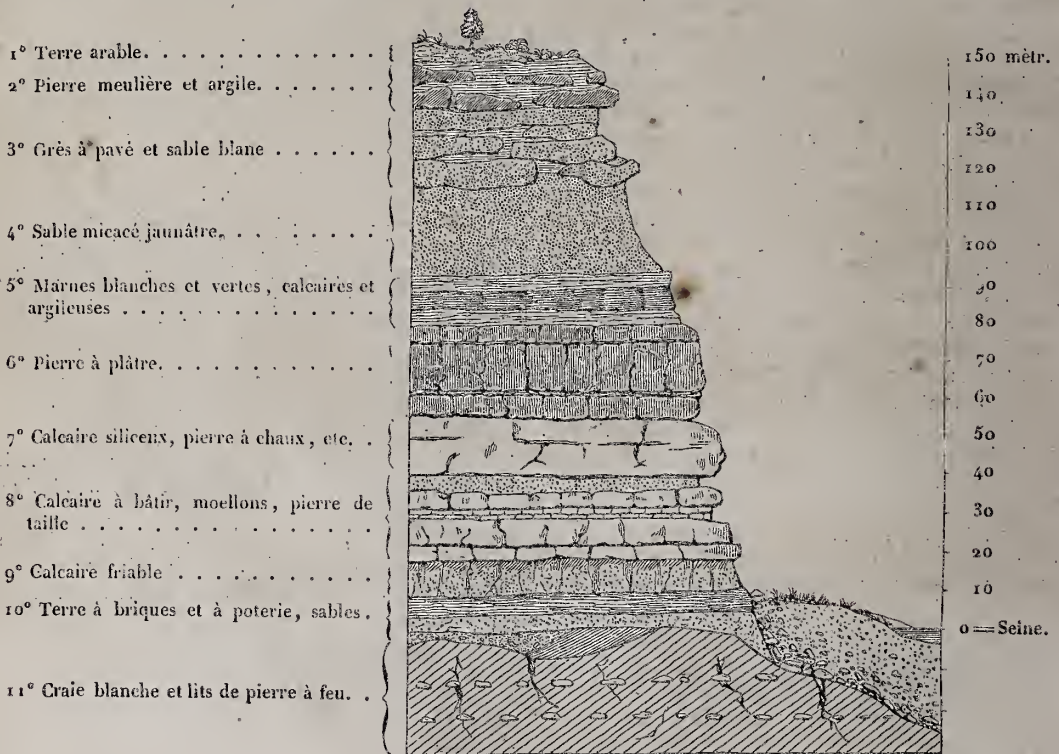 1° Terre arable. . . . . . . . . . . . .
2° Pierre meulière et argile. . . . . . .
3° Grès à pavé et sable blanc . . . . . .
4° Sable micacé jaunâtre. . . . . . . .
5° Marnes blanches et vertes, calcaires et
argileuses . . . . . . . . . . . . . .
6° Pierre à plâtre. . . . . . . . . . . .
7° Calcaire siliceux, pierre à chaux, etc. .
8° Calcaire à bâtir, moellons, pierre de
taille . . . . . . . . . . . . . . . .
9° Calcaire friable . . . . . . . . . . .
10° Terre à briques et à poterie, sables.
11° Craie blanche et lits de pierre à feu. .
150 mètr.
140
130
120
110
100
90
80
70
60
50
40
30
20
10
0 = Seine.